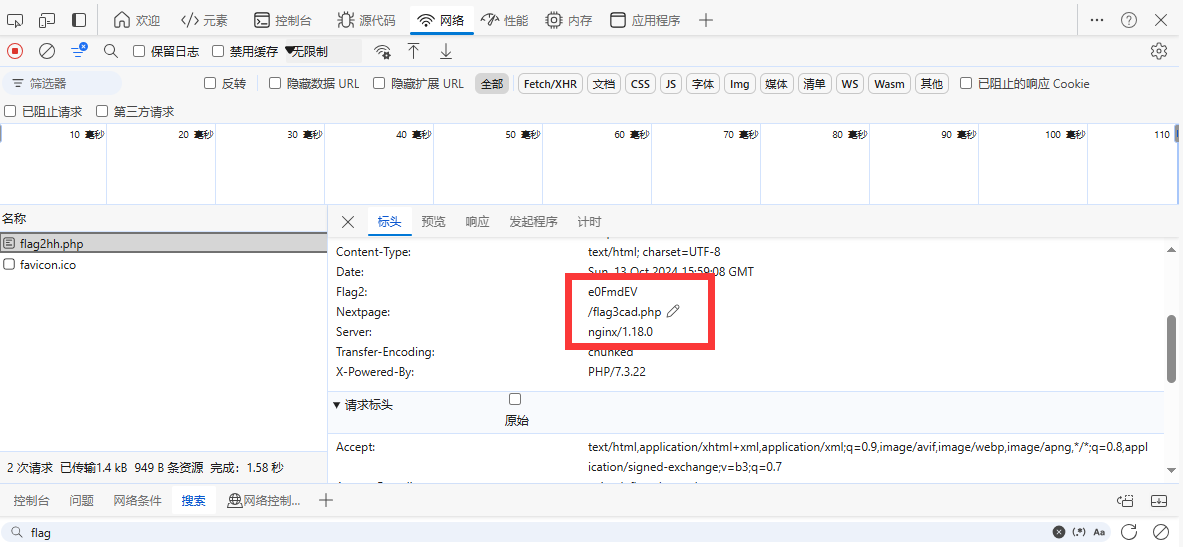 欢迎 元素 控制台 源代码 网络 性能 内存 应用程序
保留日志 禁用缓存 无限制
筛选器 反转 隐藏数据 URL 隐藏扩展 URL 全部 Fetch/XHR 文档 CSS JS 字体 Img 媒体 清单 WS Wasm 其他 已阻止的响应 Cookie
已阻止请求 第三方请求
10 毫秒 20 毫秒 30 毫秒 40 毫秒 50 毫秒 60 毫秒 70 毫秒 80 毫秒 90 毫秒 100 毫秒 110
名称
flag2hh.php
favicon.ico
标头 预览 响应 发起程序 计时
Content-Type: text/html; charset=UTF-8
Date: Sun, 13 Oct 2024 15:59:08 GMT
Flag2: e0FmdEV
Nextpage: /flag3cad.php
Server: nginx/1.18.0
Transfer-Encoding: chunked
X-Powered-By: PHP/7.3.22
请求标头
原始
Accept: text/html,application/xhtml+xml,application/xml;q=0.9,image/avif,image/webp,image/apng,*/*;q=0.8,appl
ication/signed-exchange;v=b3;q=0.7
2 次请求 已传输1.4 kB 949 B 条资源 完成：1.58 秒
控制台 问题 网络条件 搜索 网络控制...
flag (.*) Aa